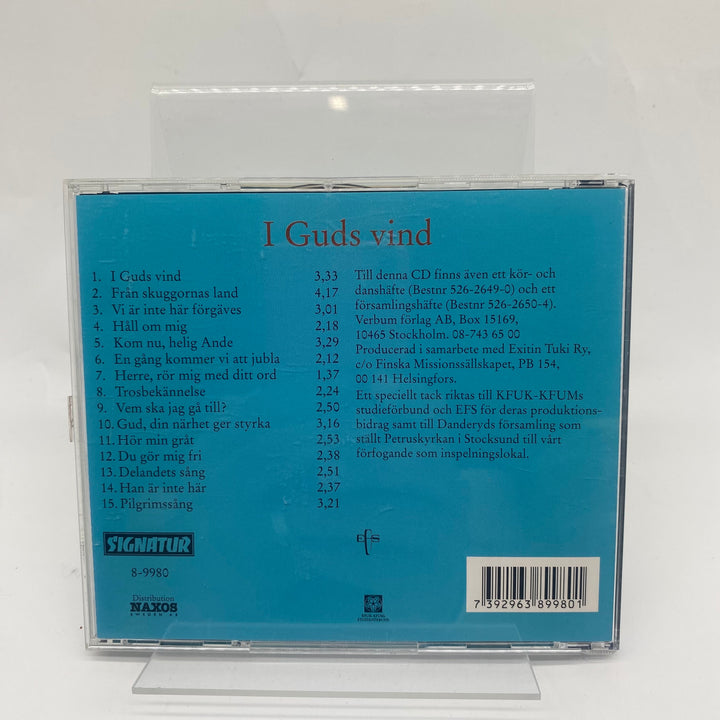 I Guds vind
1. I Guds vind 3,33
2. Från skuggornas land 4,17
3. Vi är inte här förgäves 3,01
4. Håll om mig 2,18
5. Kom nu, helig Ande 3,29
6. En gång kommer vi att jubla 2,12
7. Herre, rör mig med ditt ord 1,37
8. Trosbekännelse 2,24
9. Vem ska jag gå till? 2,50
10. Gud, din närhet ger styrka 3,16
11. Hör min gråt 2,53
12. Du gör mig fri 2,38
13. Delandets sång 2,51
14. Han är inte här 2,37
15. Pilgrimssång 3,21
Till denna CD finns även ett kör- och
danshäfte (Bestnr 526-2649-0) och ett
församlingshäfte (Bestnr 526-2650-4).
Verbum förlag AB, Box 15169,
10465 Stockholm. 08-743 65 00
Producerad i samarbete med Exitin Tuki Ry,
c/o Finska Missionssällskapet, PB 154,
00 141 Helsingfors.
Ett speciellt tack riktas till KFUK-KFUMs
studieförbund och EFS för deras produktions-
bidrag samt till Danderyds församling som
ställt Petruskyrkan i Stocksund till vårt
förfogande som inspelningslokal.
SIGNATUR
8-9980
Distribution
NAXOS
SWEDEN AB
EFS
7 392963 899801